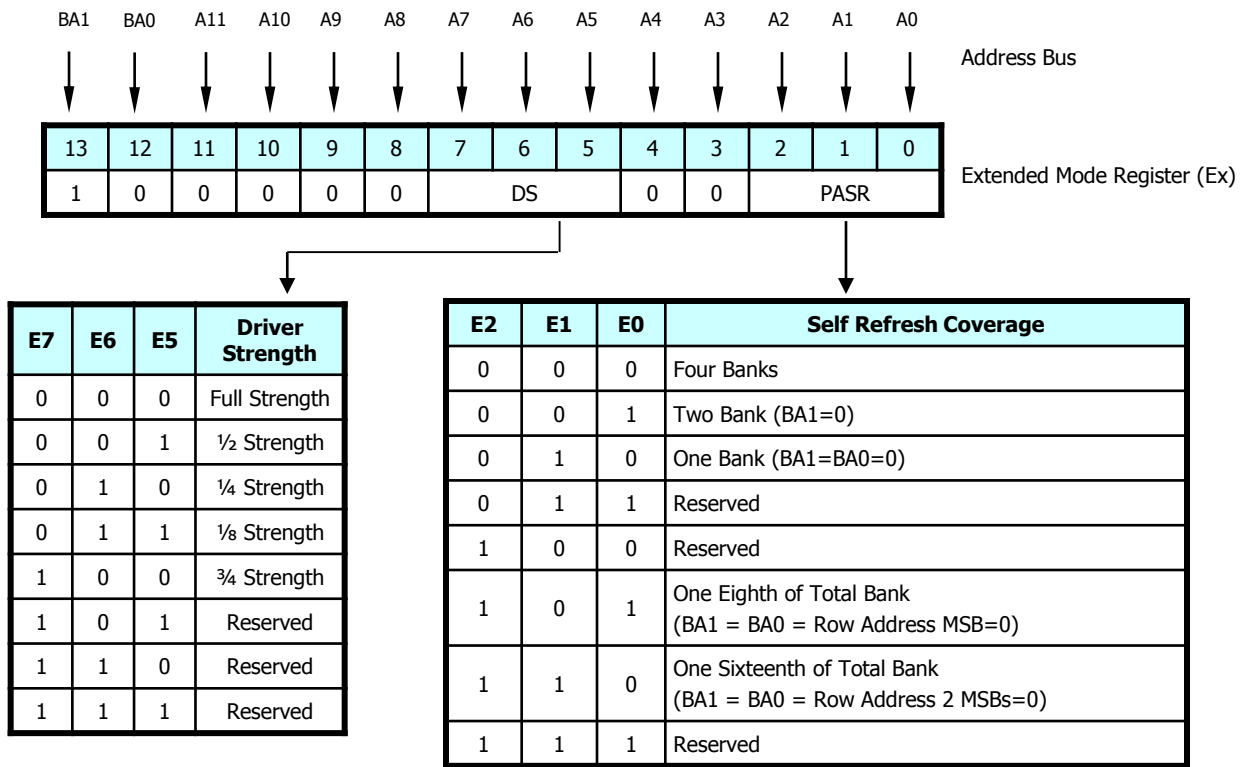 BA1 BA0 A11 A10 A9 A8 A7 A6 A5 A4 A3 A2 A1 A0
Address Bus
13 12 11 10 9 8 7 6 5 4 3 2 1 0
1 0 0 0 0 0 DS 0 0 PASR
Extended Mode Register (Ex)
E7 E6 E5 Driver
Strength
0 0 0 Full Strength
0 0 1 ½ Strength
0 1 0 ¼ Strength
0 1 1 ⅛ Strength
1 0 0 ¾ Strength
1 0 1 Reserved
1 1 0 Reserved
1 1 1 Reserved
E2 E1 E0 Self Refresh Coverage
0 0 0 Four Banks
0 0 1 Two Bank (BA1=0)
0 1 0 One Bank (BA1=BA0=0)
0 1 1 Reserved
1 0 0 Reserved
1 0 1 One Eighth of Total Bank
(BA1 = BA0 = Row Address MSB=0)
1 1 0 One Sixteenth of Total Bank
(BA1 = BA0 = Row Address 2 MSBs=0)
1 1 1 Reserved